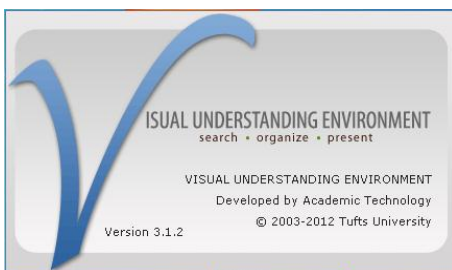 VISUAL UNDERSTANDING ENVIRONMENT
search • organize • present
VISUAL UNDERSTANDING ENVIRONMENT
Developed by Academic Technology
© 2003-2012 Tufts University
Version 3.1.2